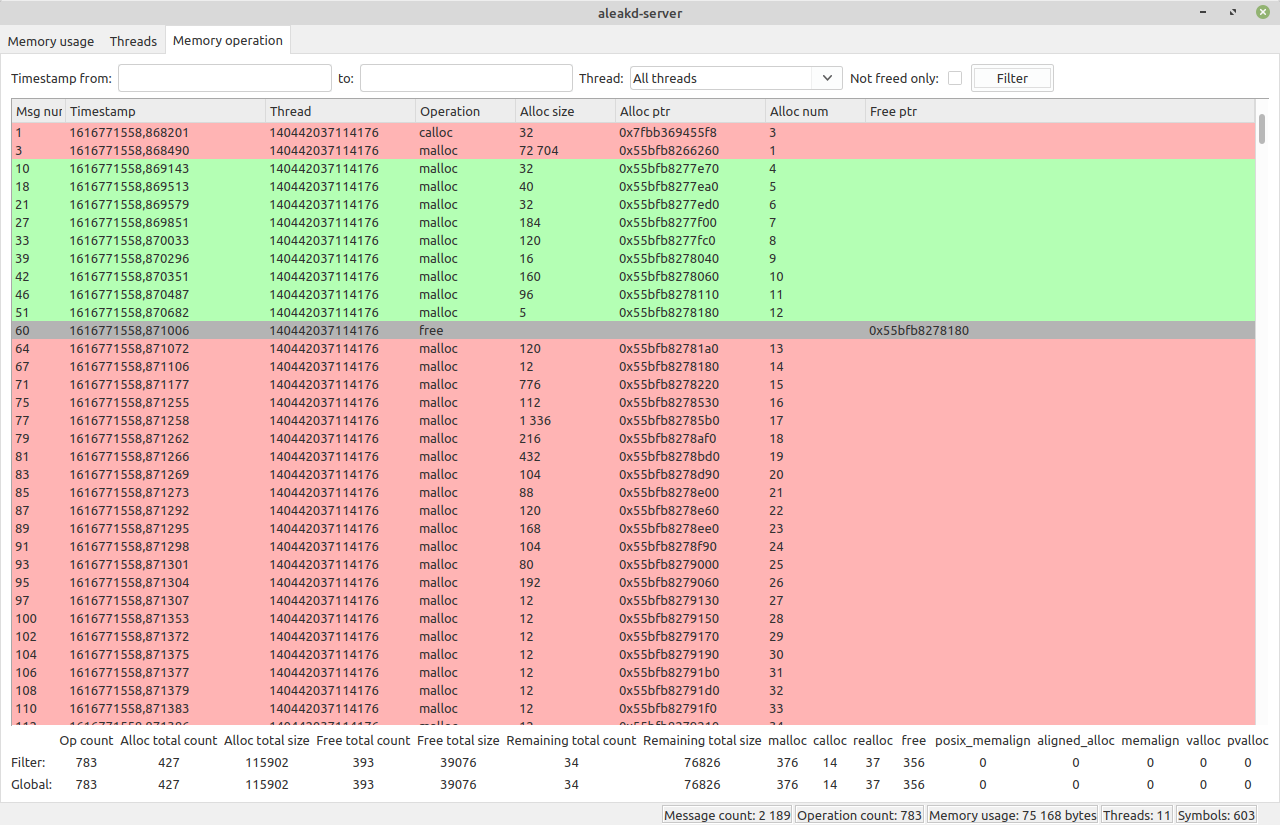 aleakd-server
Memory usage Threads Memory operation
Timestamp from: to: Thread: All threads Not freed only: Filter
Msg nur Timestamp Thread Operation Alloc size Alloc ptr Alloc num Free ptr
1 1616771558,868201 140442037114176 calloc 32 0x7fbb369455f8 3
3 1616771558,868490 140442037114176 malloc 72 704 0x55bfb8266260 1
10 1616771558,869143 140442037114176 malloc 32 0x55bfb8277e70 4
18 1616771558,869513 140442037114176 malloc 40 0x55bfb8277ea0 5
21 1616771558,869579 140442037114176 malloc 32 0x55bfb8277ed0 6
27 1616771558,869851 140442037114176 malloc 184 0x55bfb8277f00 7
33 1616771558,870033 140442037114176 malloc 120 0x55bfb8277fc0 8
39 1616771558,870296 140442037114176 malloc 16 0x55bfb8278040 9
42 1616771558,870351 140442037114176 malloc 160 0x55bfb8278060 10
46 1616771558,870487 140442037114176 malloc 96 0x55bfb8278110 11
51 1616771558,870682 140442037114176 malloc 5 0x55bfb8278180 12
60 1616771558,871006 140442037114176 free 0x55bfb8278180
64 1616771558,871072 140442037114176 malloc 120 0x55bfb82781a0 13
67 1616771558,871106 140442037114176 malloc 12 0x55bfb8278180 14
71 1616771558,871177 140442037114176 malloc 776 0x55bfb8278220 15
75 1616771558,871255 140442037114176 malloc 112 0x55bfb8278530 16
77 1616771558,871258 140442037114176 malloc 1 336 0x55bfb82785b0 17
79 1616771558,871262 140442037114176 malloc 216 0x55bfb8278af0 18
81 1616771558,871266 140442037114176 malloc 432 0x55bfb8278bd0 19
83 1616771558,871269 140442037114176 malloc 104 0x55bfb8278d90 20
85 1616771558,871273 140442037114176 malloc 88 0x55bfb8278e00 21
87 1616771558,871292 140442037114176 malloc 120 0x55bfb8278e60 22
89 1616771558,871295 140442037114176 malloc 168 0x55bfb8278ee0 23
91 1616771558,871298 140442037114176 malloc 104 0x55bfb8278f90 24
93 1616771558,871301 140442037114176 malloc 80 0x55bfb8279000 25
95 1616771558,871304 140442037114176 malloc 192 0x55bfb8279060 26
97 1616771558,871307 140442037114176 malloc 12 0x55bfb8279130 27
100 1616771558,871353 140442037114176 malloc 12 0x55bfb8279150 28
102 1616771558,871372 140442037114176 malloc 12 0x55bfb8279170 29
104 1616771558,871375 140442037114176 malloc 12 0x55bfb8279190 30
106 1616771558,871377 140442037114176 malloc 12 0x55bfb82791b0 31
108 1616771558,871379 140442037114176 malloc 12 0x55bfb82791d0 32
110 1616771558,871383 140442037114176 malloc 12 0x55bfb82791f0 33
Op count Alloc total count Alloc total size Free total count Free total size Remaining total count Remaining total size malloc calloc realloc free posix_memalign aligned_alloc memalign valloc pvalloc
Filter: 783 427 115902 393 39076 34 76826 376 14 37 356 0 0 0 0 0
Global: 783 427 115902 393 39076 34 76826 376 14 37 356 0 0 0 0 0
Message count: 2 189 Operation count: 783 Memory usage: 75 168 bytes Threads: 11 Symbols: 603